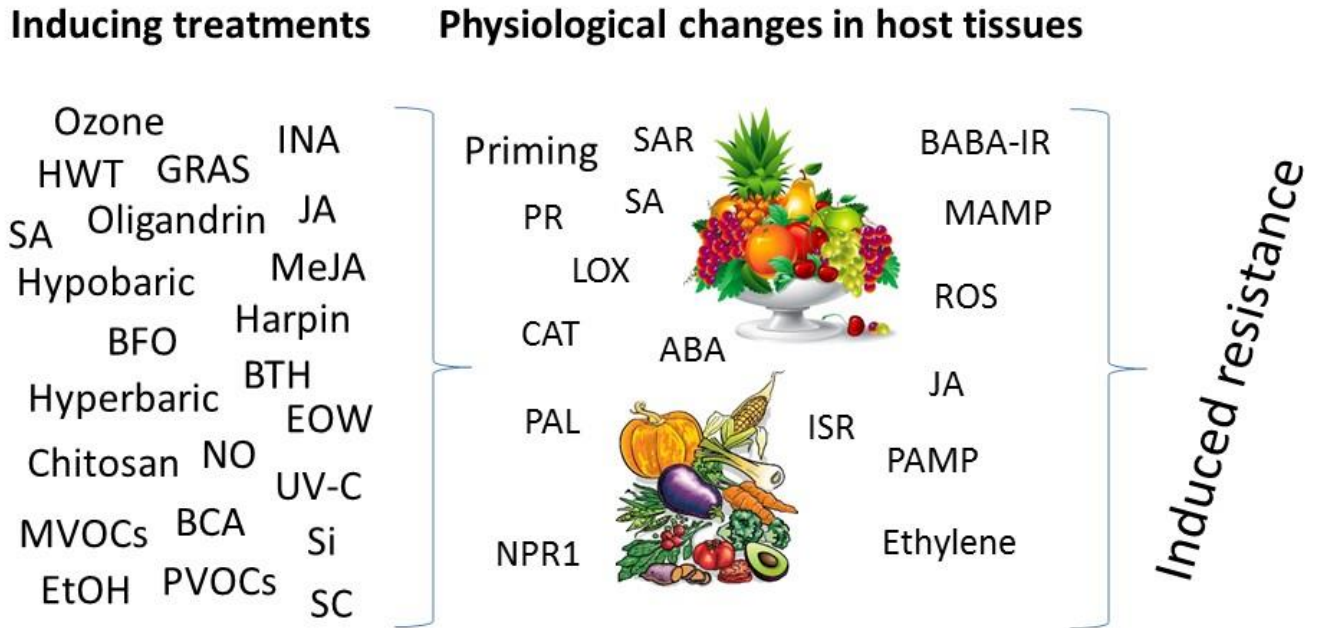 Inducing treatments
Physiological changes in host tissues
Ozone
INA
HWT
GRAS
JA
SA
Oligandrin
MeJA
Hypobaric
Harpin
BFO
BTH
Hyperbaric
EOW
Chitosan
NO
UV-C
MVOCs
BCA
Si
EtOH
PVOCs
SC
Priming
SAR
PR
SA
LOX
CAT
ABA
PAL
ISR
NPR1
BABA-IR
MAMP
ROS
JA
PAMP
Ethylene
Induced resistance